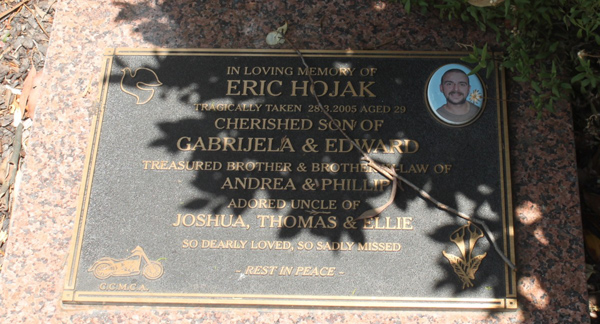 IN LOVING MEMORY OF
ERIC HOJAK
TRAGICALLY TAKEN 28.3.2005 AGED 29
CHERISHED SON OF
GABRIJELA & EDWARD
TREASURED BROTHER & BROTHER-IN-LAW OF
ANDREA & PHILLIP
ADORED UNCLE OF
JOSHUA, THOMAS & ELLIE
SO DEARLY LOVED, SO SADLY MISSED
- REST IN PEACE -
G.C.M.C.A.